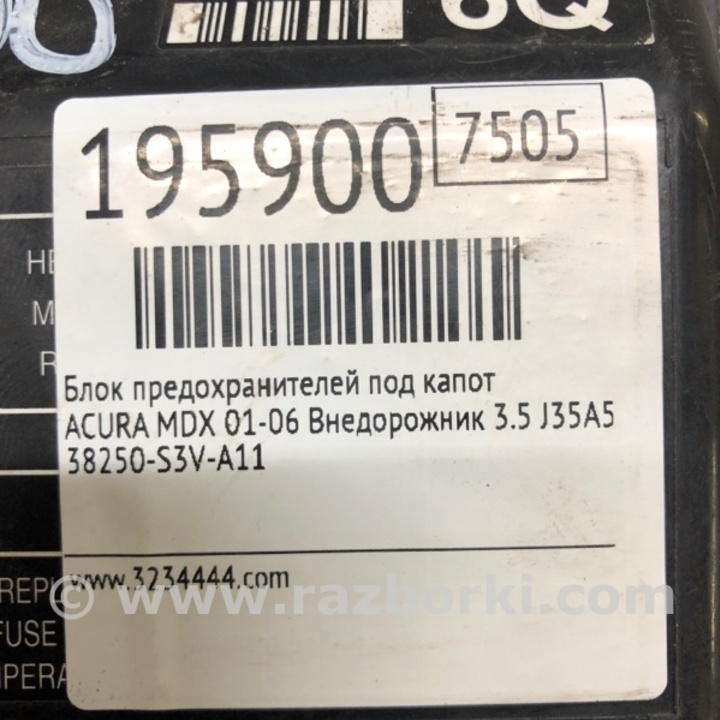 6Q
195900 7505
Блок предохранителей под капот
ACURA MDX 01-06 Внедорожник 3.5 J35A5
38250-S3V-A11
www.3234444.com
© www.razborki.com
FUSE